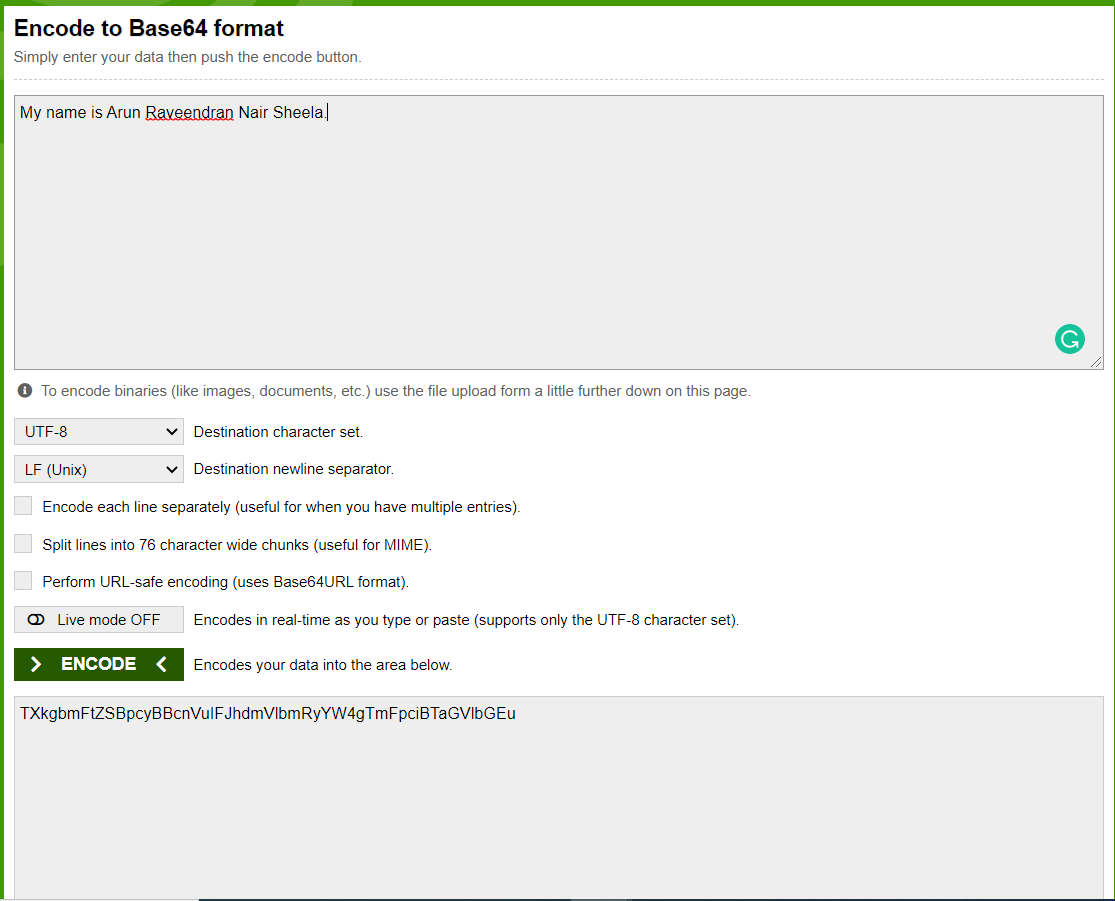 Encode to Base64 format
Simply enter your data then push the encode button.
My name is Arun Raveendran Nair Sheela.
To encode binaries (like images, documents, etc.) use the file upload form a little further down on this page.
UTF-8 Destination character set.
LF (Unix) Destination newline separator.
Encode each line separately (useful for when you have multiple entries).
Split lines into 76 character wide chunks (useful for MIME).
Perform URL-safe encoding (uses Base64URL format).
Live mode OFF Encodes in real-time as you type or paste (supports only the UTF-8 character set).
ENCODE Encodes your data into the area below.
TXkgbmFtZSBpcyBBcnVuIFJhdmVlbmRyYW4gTmFpciBTaGVlbGEu